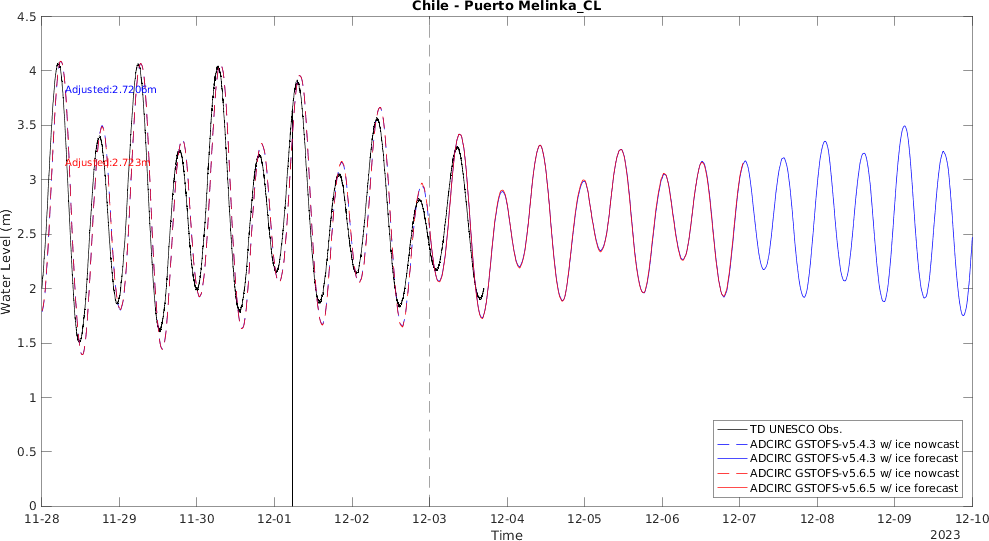 Chile - Puerto Melinka_CL
4.5
4
3.5
3
2.5
2
1.5
1
0.5
0
Water Level (m)
Adjusted:2.7206m
Adjusted:2.723m
TD UNESCO Obs.
ADCIRC GSTOFS-v5.4.3 w/ ice nowcast
ADCIRC GSTOFS-v5.4.3 w/ ice forecast
ADCIRC GSTOFS-v5.6.5 w/ ice nowcast
ADCIRC GSTOFS-v5.6.5 w/ ice forecast
11-28 11-29 11-30 12-01 12-02 12-03 12-04 12-05 12-06 12-07 12-08 12-09 12-10
Time
2023